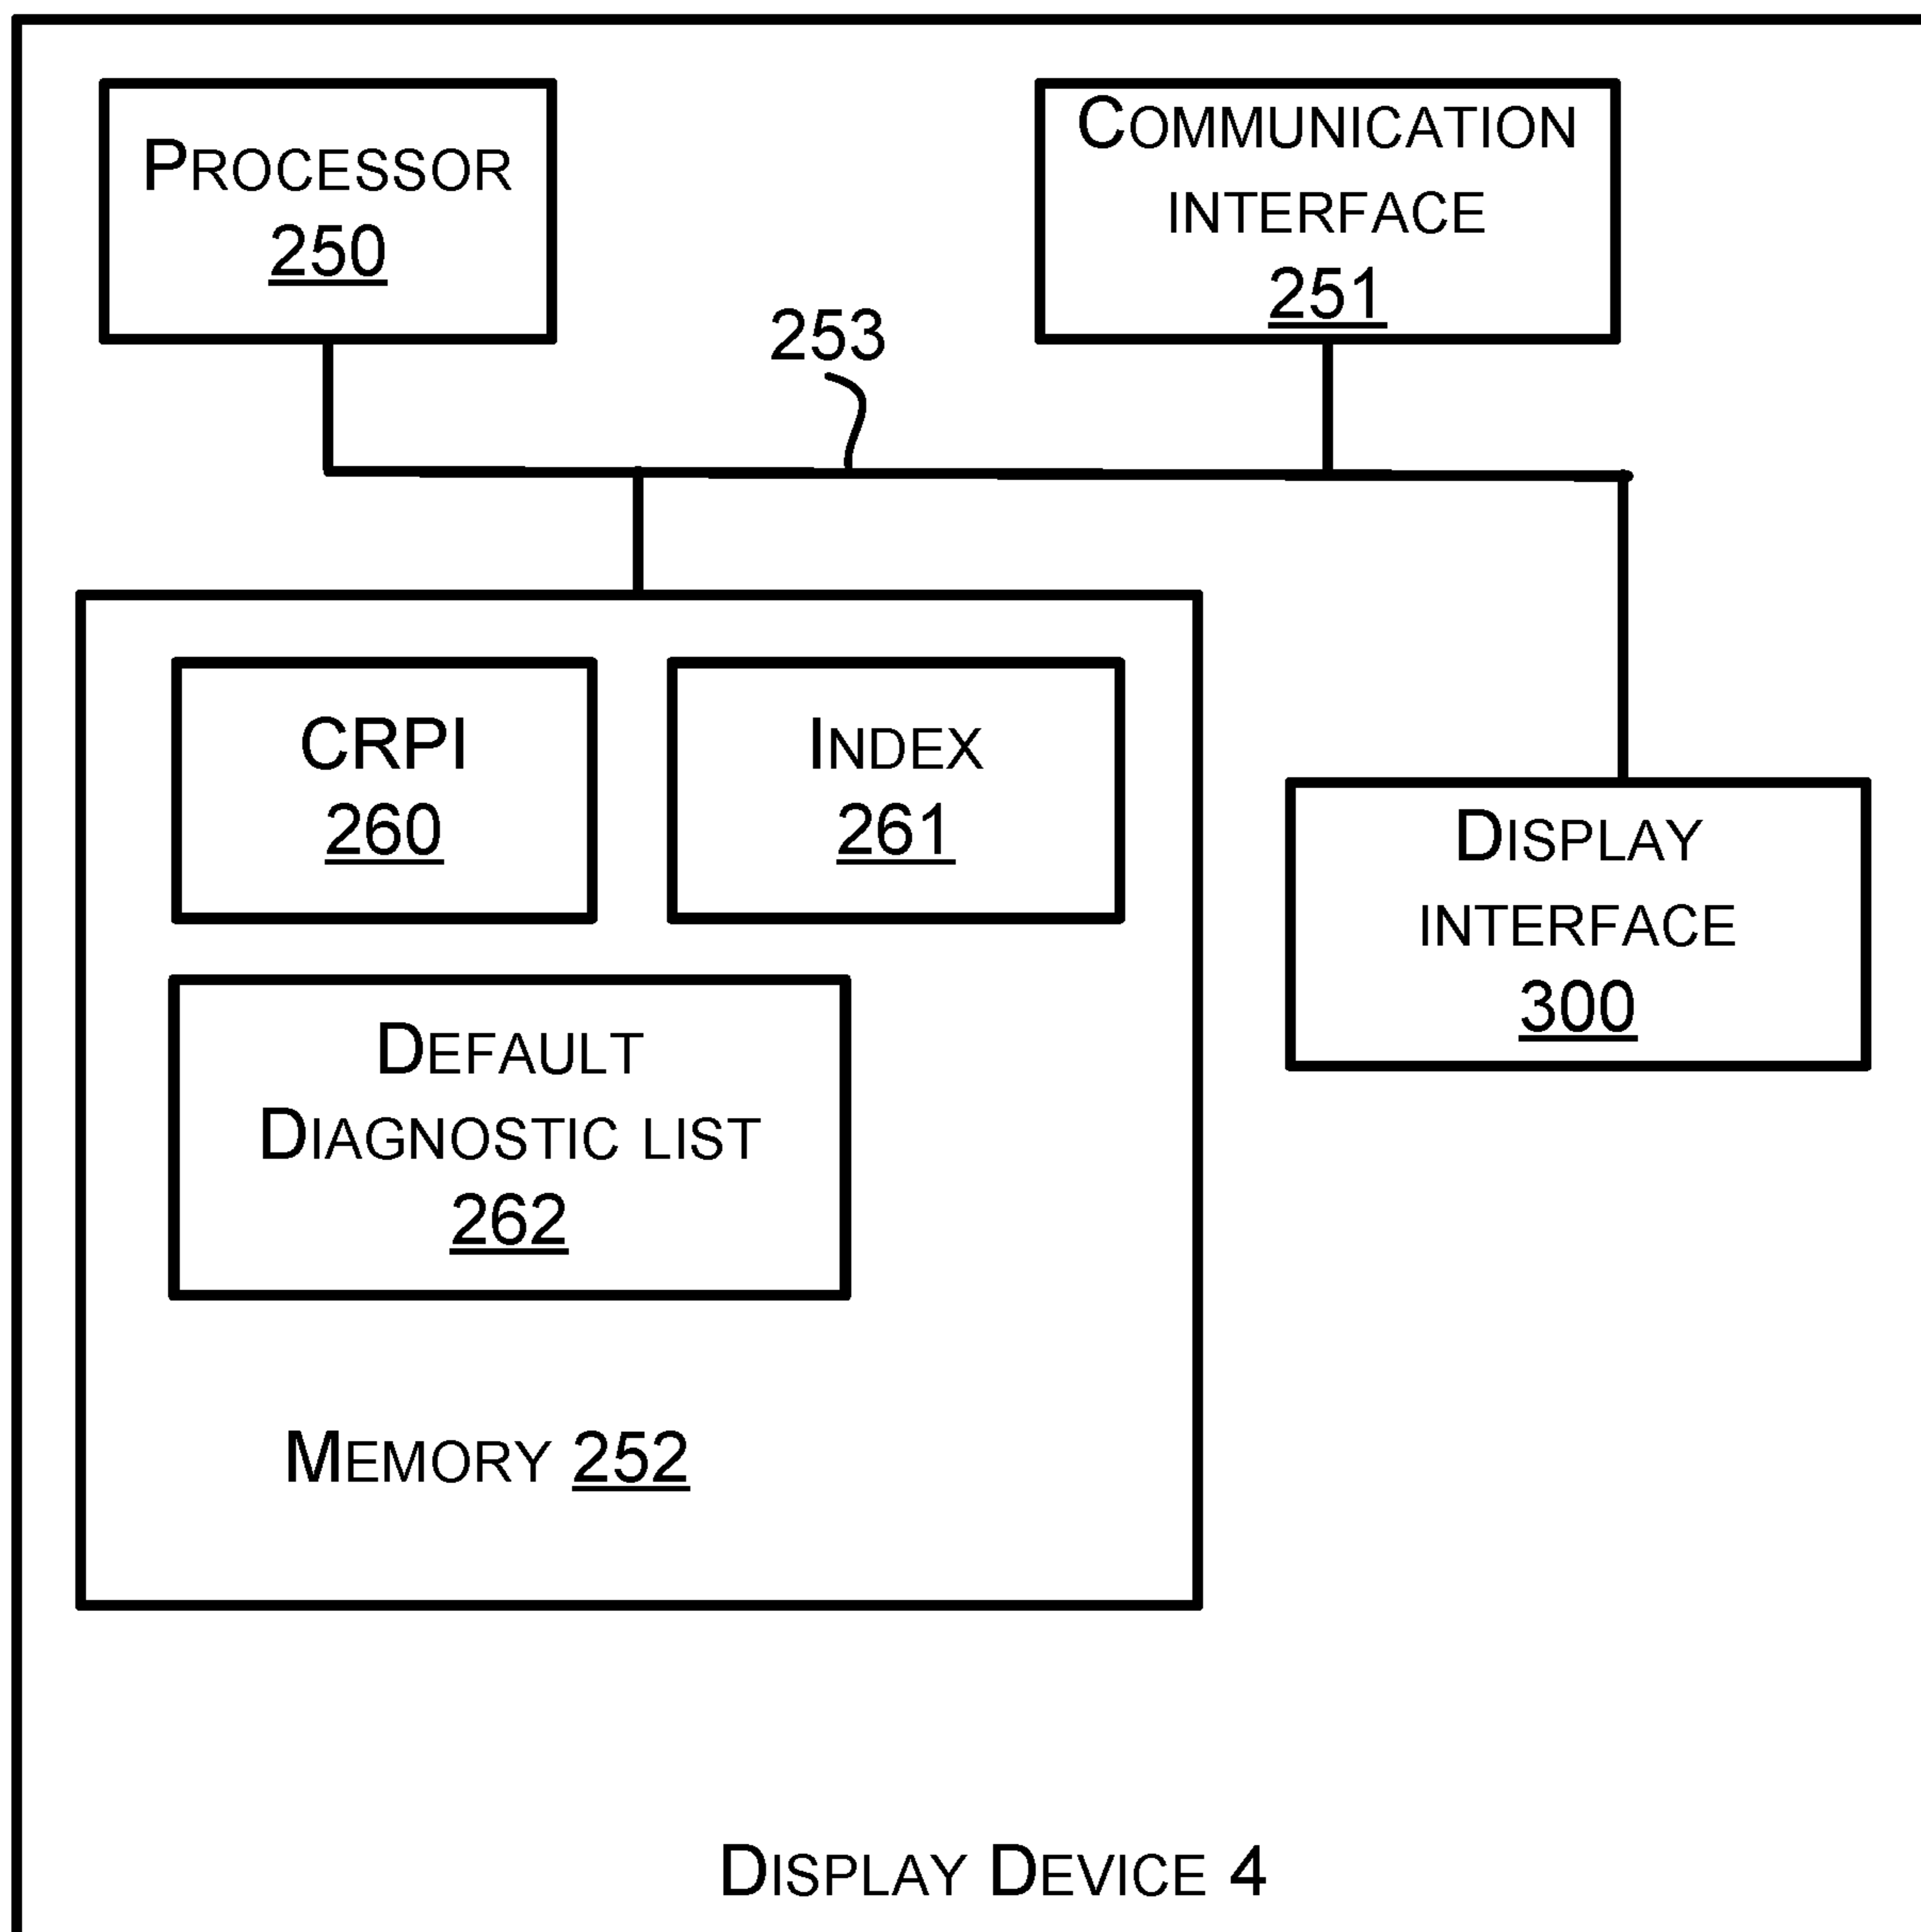 PROCESSOR
250
COMMUNICATION
INTERFACE
251
253
CRPI
260
INDEX
261
DISPLAY
INTERFACE
300
DEFAULT
DIAGNOSTIC LIST
262
MEMORY 252
DISPLAY DEVICE 4